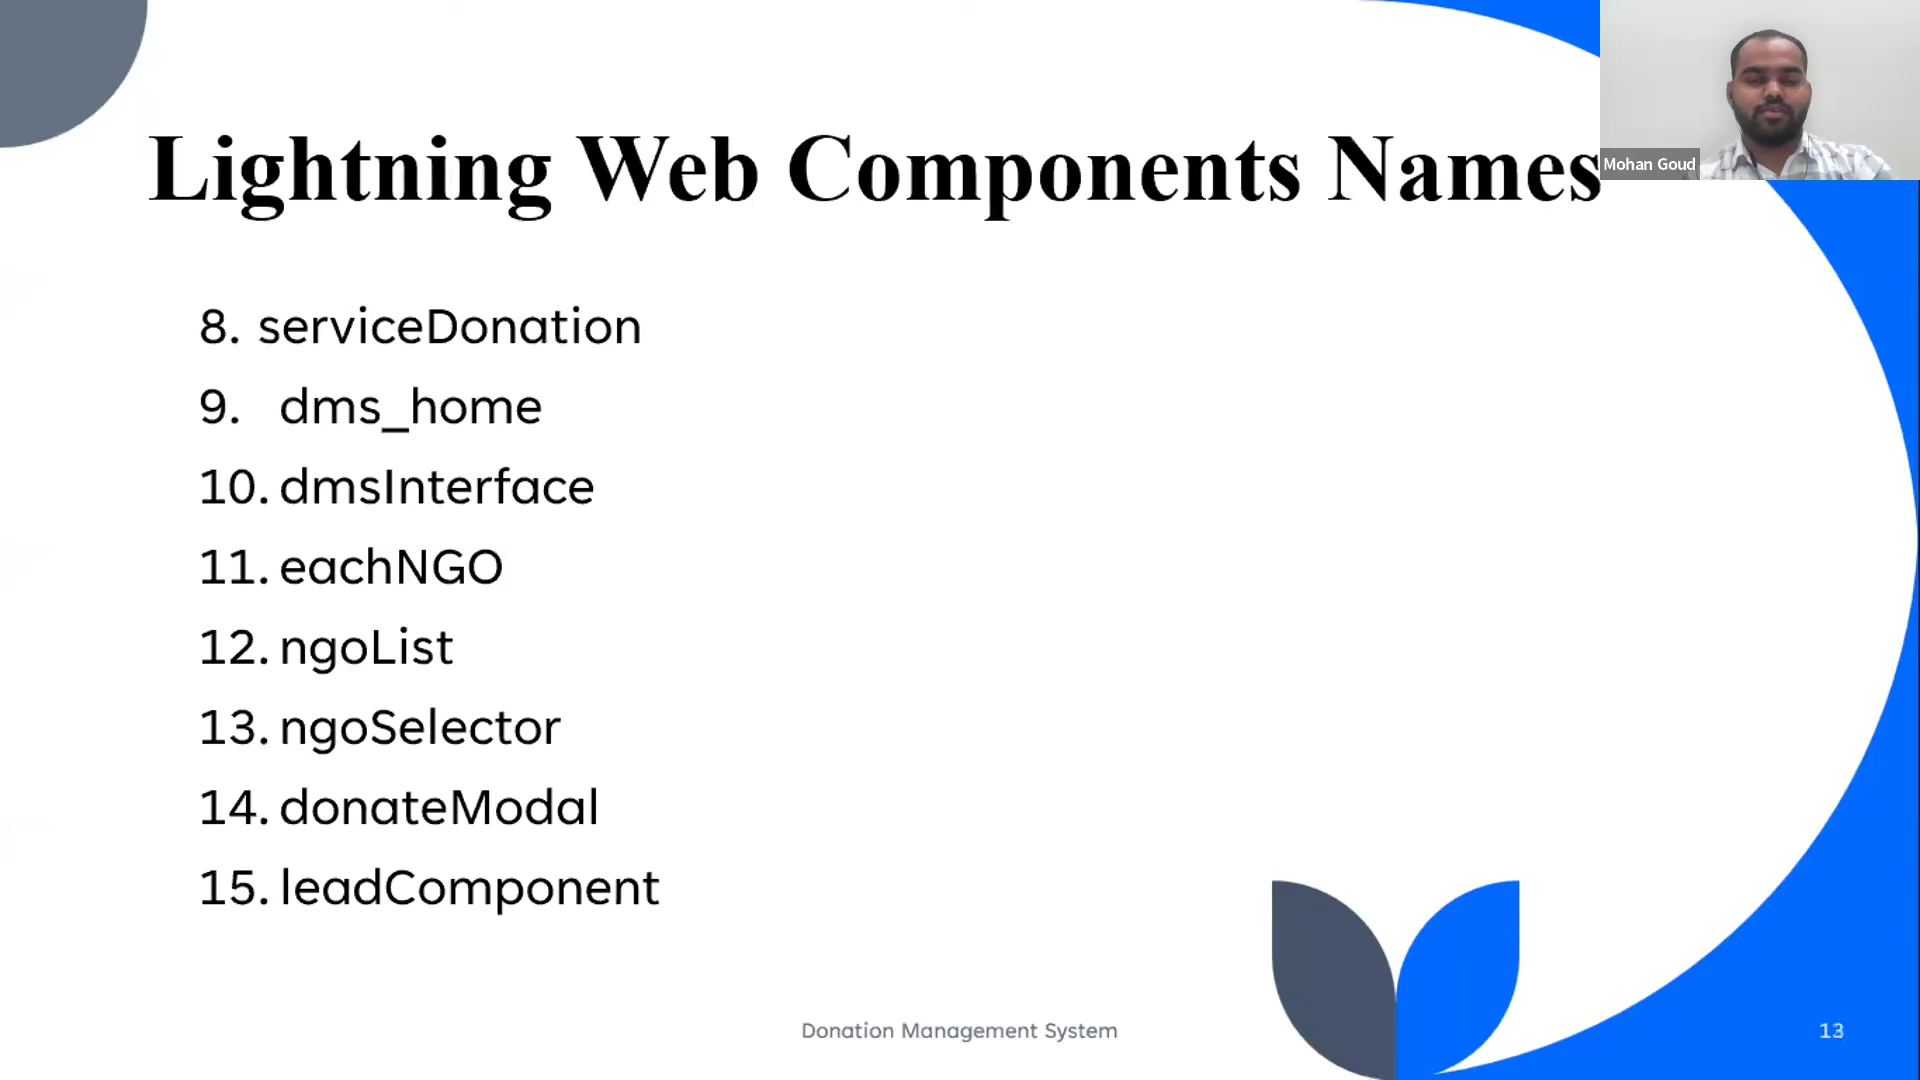 Lightning Web Components Names
Mohan Goud
8. serviceDonation
9. dms_home
10. dmsInterface
11. eachNGO
12. ngoList
13. ngoSelector
14. donateModal
15. leadComponent
Donation Management System
13